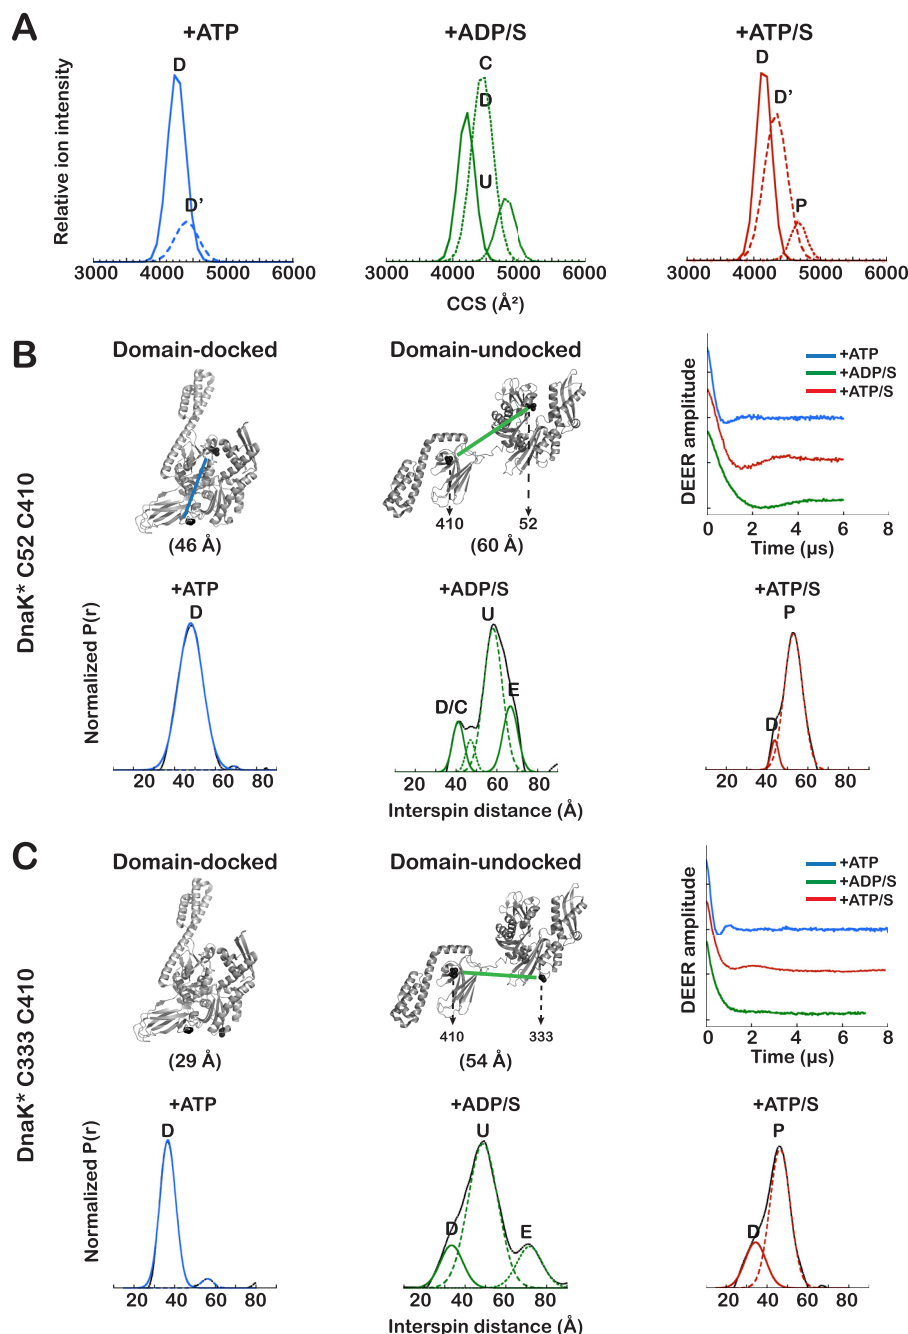 A
+ATP
+ADP/S
+ATP/S
Relative ion intensity
D
D’
C
D
U
D
D’
P
3000 4000 5000 6000
3000 4000 5000 6000
3000 4000 5000 6000
CCS (Å²)
B
DnaK* C52 C410
Domain-docked
Domain-undocked
(46 Å)
410
52
(60 Å)
DEER amplitude
+ATP
+ADP/S
+ATP/S
0 2 4 6 8
Time (µs)
+ATP
+ADP/S
+ATP/S
Normalized P(r)
D
D/C
U
E
D
P
20 40 60 80
20 40 60 80
20 40 60 80
Interspin distance (Å)
C
DnaK* C333 C410
Domain-docked
Domain-undocked
(29 Å)
410
333
(54 Å)
DEER amplitude
+ATP
+ADP/S
+ATP/S
0 2 4 6 8
Time (µs)
+ATP
+ADP/S
+ATP/S
Normalized P(r)
D
D
U
E
D
P
20 40 60 80
20 40 60 80
20 40 60 80
Interspin distance (Å)